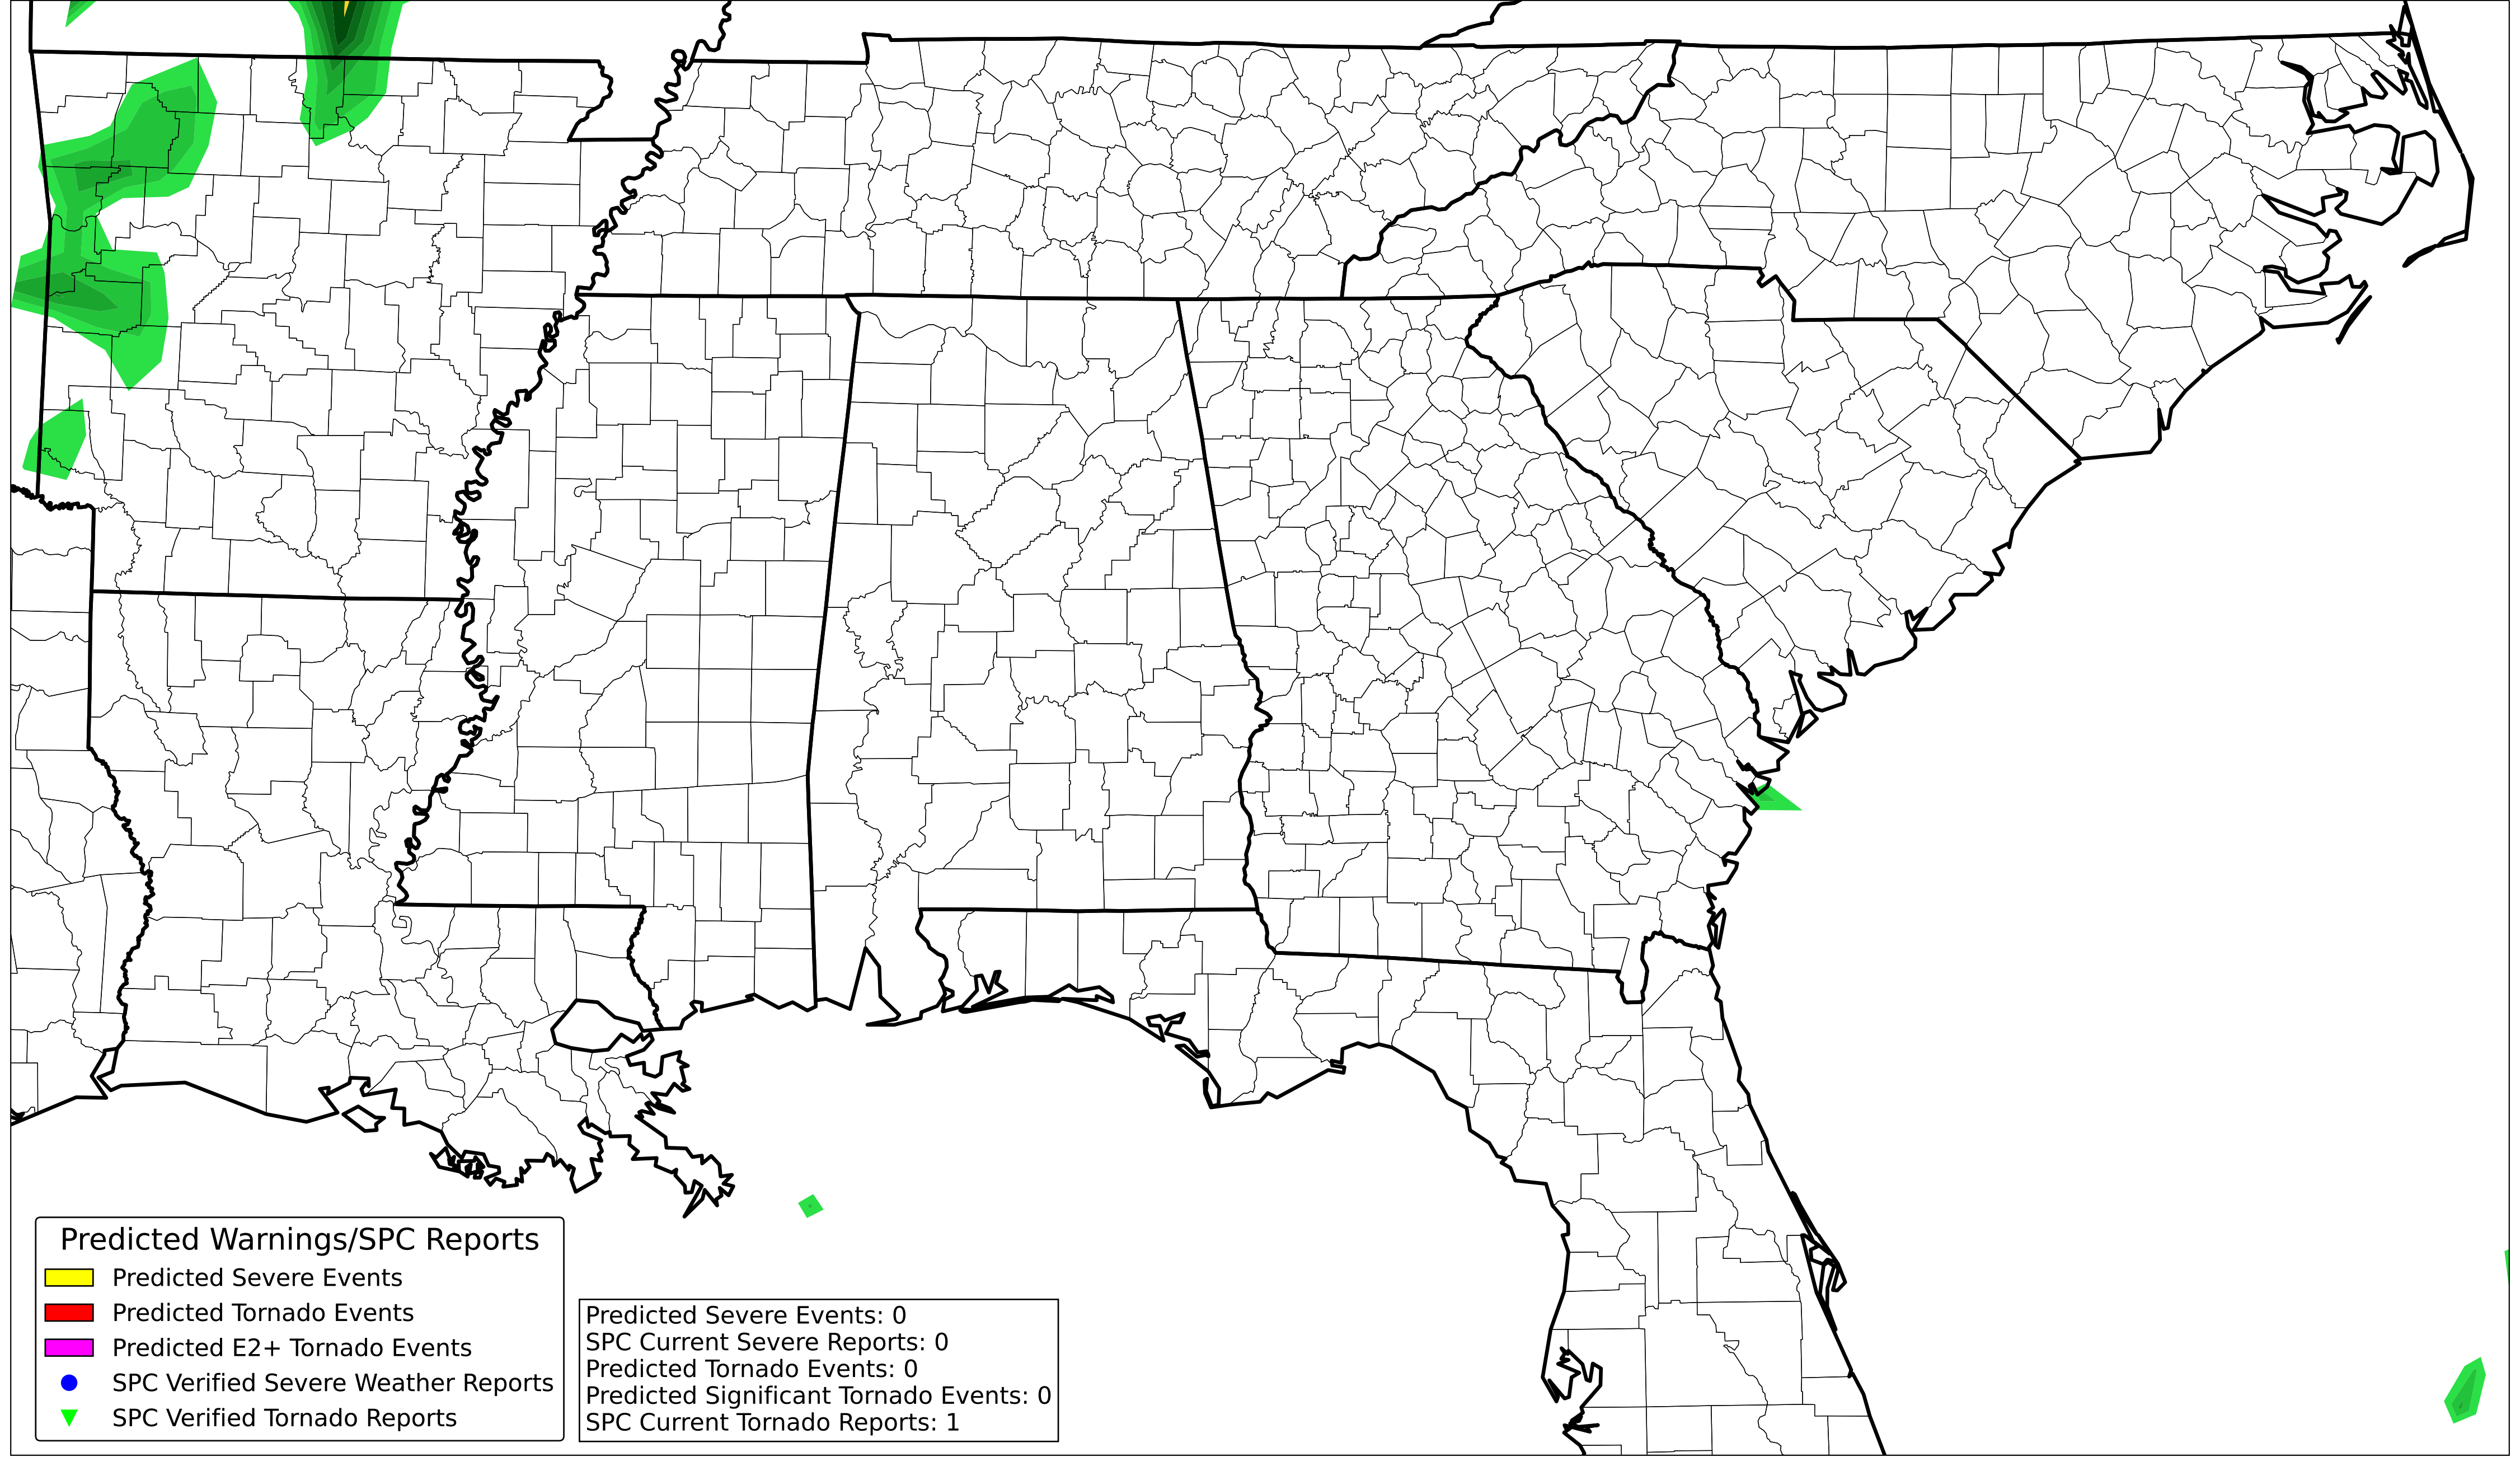 Predicted Warnings/SPC Reports
Predicted Severe Events
Predicted Tornado Events
Predicted E2+ Tornado Events
SPC Verified Severe Weather Reports
SPC Verified Tornado Reports
Predicted Severe Events: 0
SPC Current Severe Reports: 0
Predicted Tornado Events: 0
Predicted Significant Tornado Events: 0
SPC Current Tornado Reports: 1